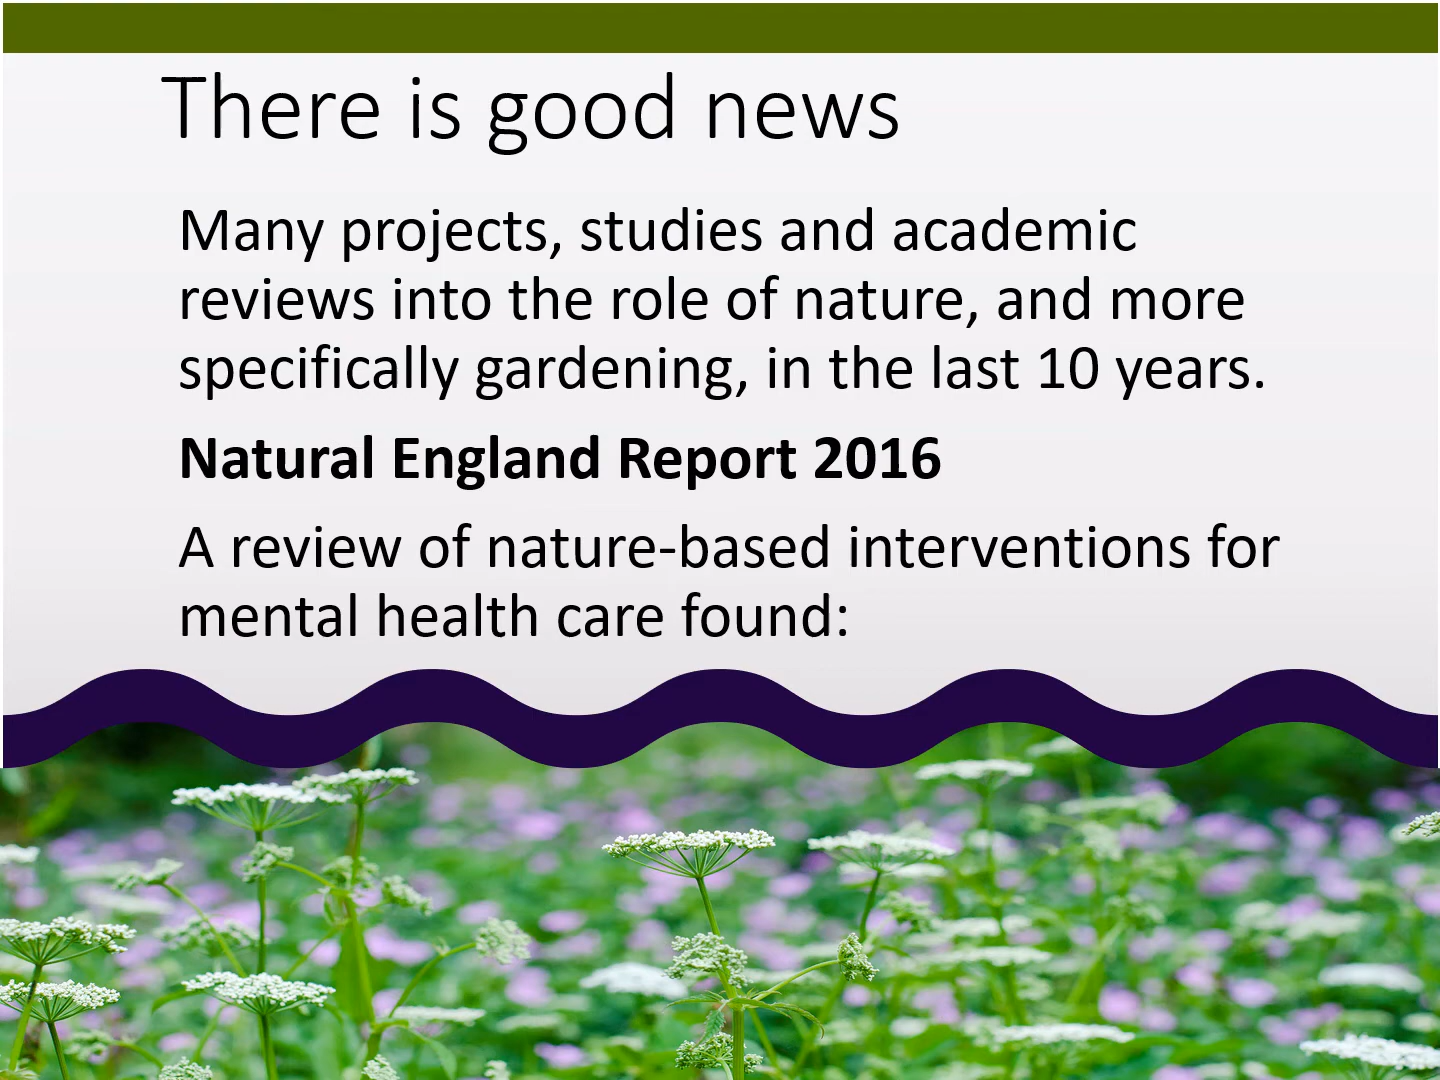 There is good news
Many projects, studies and academic
reviews into the role of nature, and more
specifically gardening, in the last 10 years.
Natural England Report 2016
A review of nature-based interventions for
mental health care found: